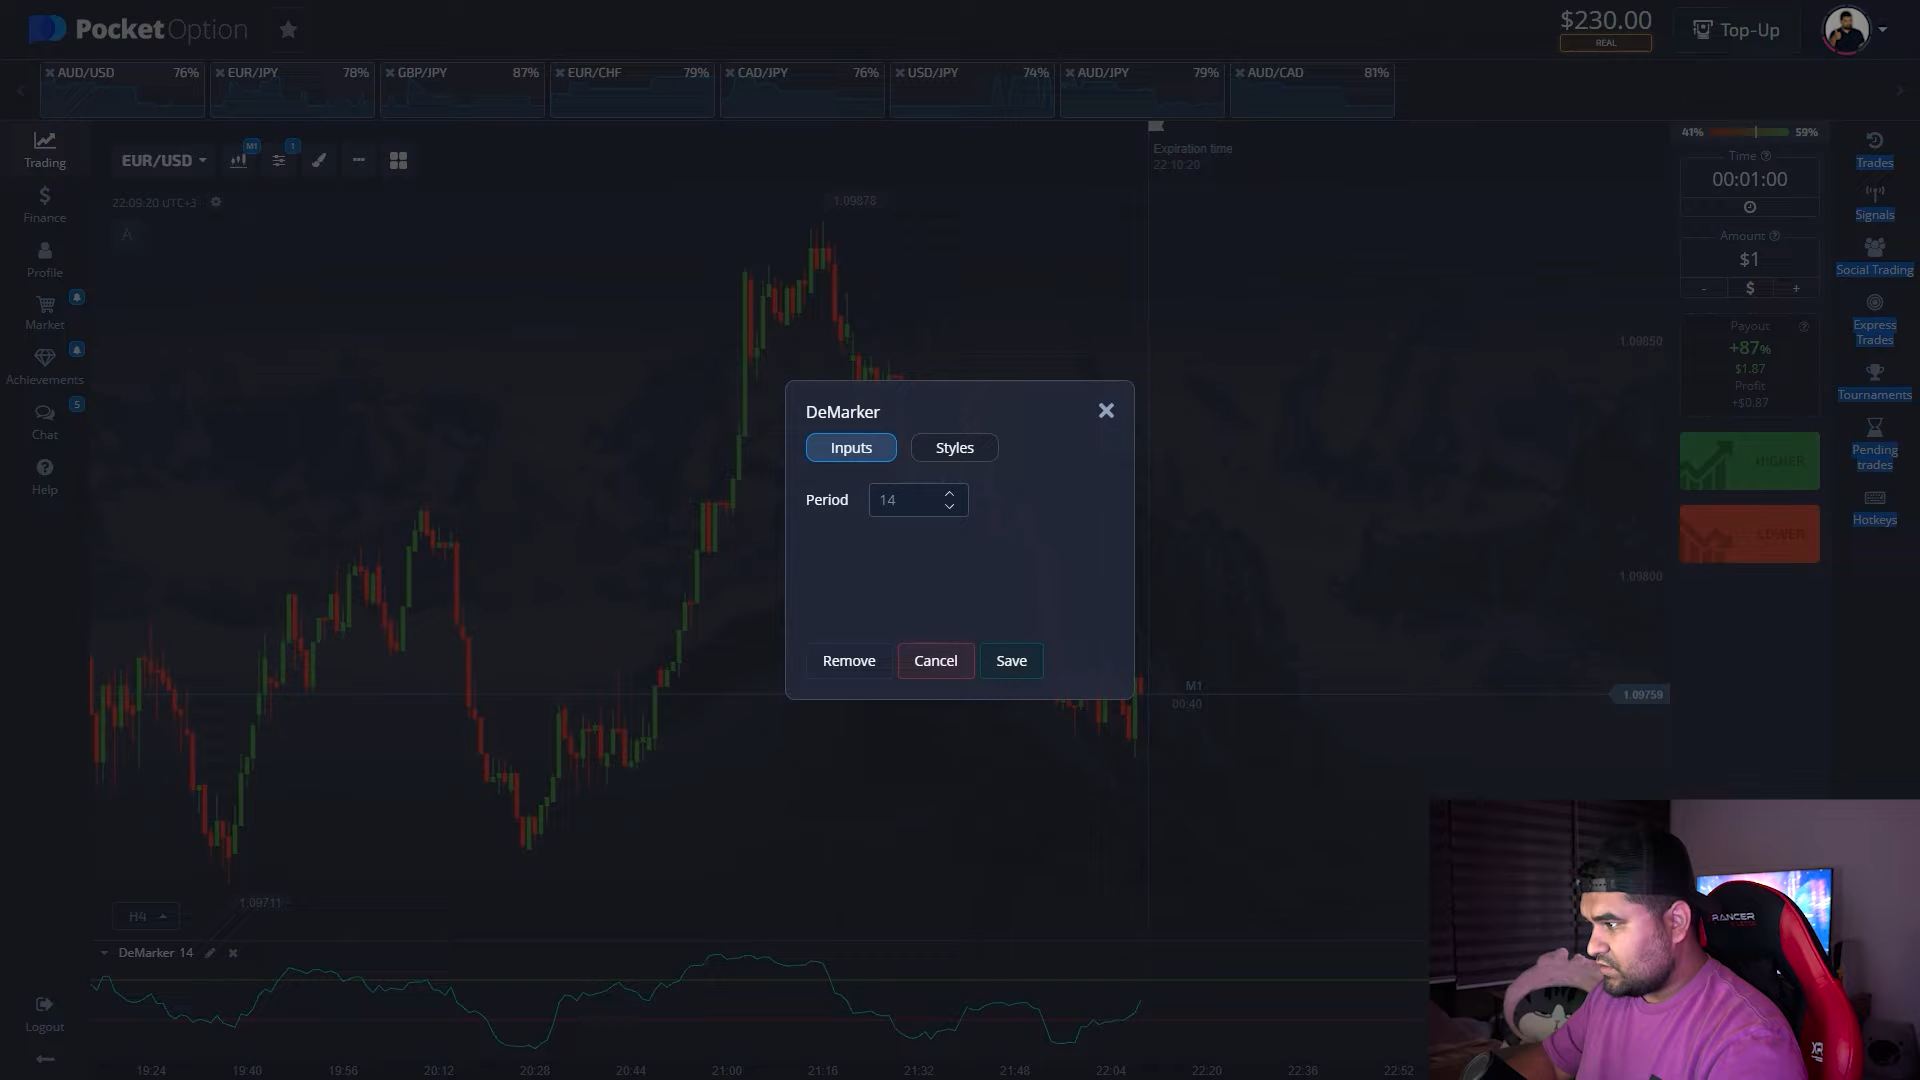 PocketOption
$230.00
REAL
Top-Up
AUD/USD 76%
EUR/JPY 78%
GBP/JPY 87%
EUR/CHF 79%
CAD/JPY 76%
USD/JPY 74%
AUD/JPY 79%
AUD/CAD 81%
Trading
Finance
Profile
Market
Achievements
5
Chat
Help
Logout
EUR/USD
M1
1
22:09:20 UTC+3
A
1.09878
Expiration time
22:10:20
41%
59%
Time
00:01:00
Amount
$1
- $ +
Payout
+87%
$1.87
Profit
+$0.87
HIGHER
LOWER
Trades
Signals
Social Trading
Express
Trades
Tournaments
Pending
trades
Hotkeys
1.09850
1.09800
1.09759
M1
00:40
DeMarker
Inputs
Styles
Period
14
Remove
Cancel
Save
1.09711
H4
DeMarker 14
19:24 19:40 19:56 20:12 20:28 20:44 21:00 21:16 21:32 21:48 22:04 22:20 22:36 22:52